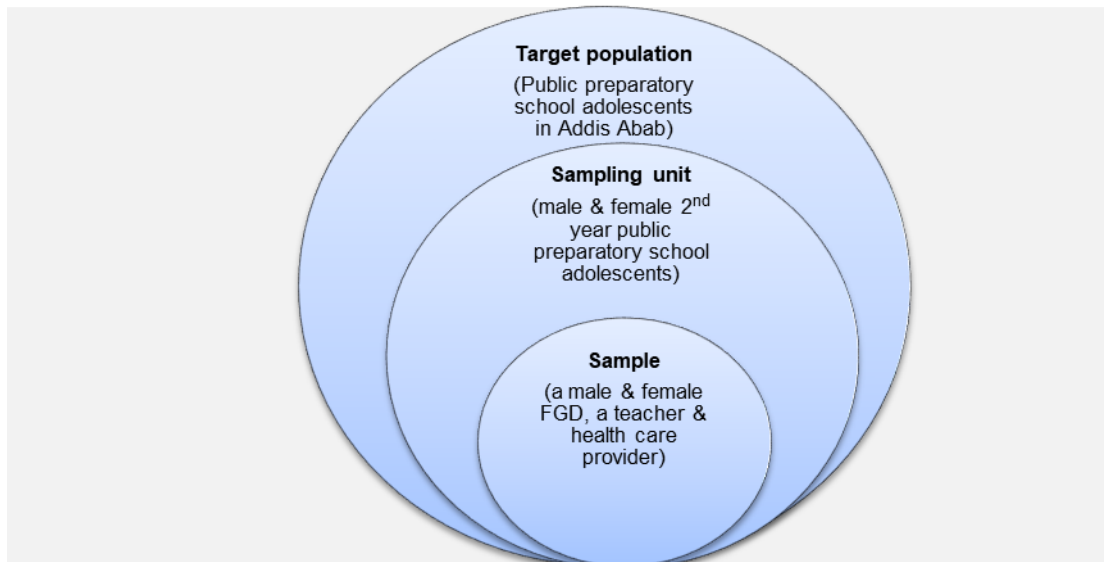 Target population
(Public preparatory
school adolescents
in Addis Abab)
Sampling unit
(male & female 2nd
year public
preparatory school
adolescents)
Sample
(a male & female
FGD, a teacher &
health care
provider)